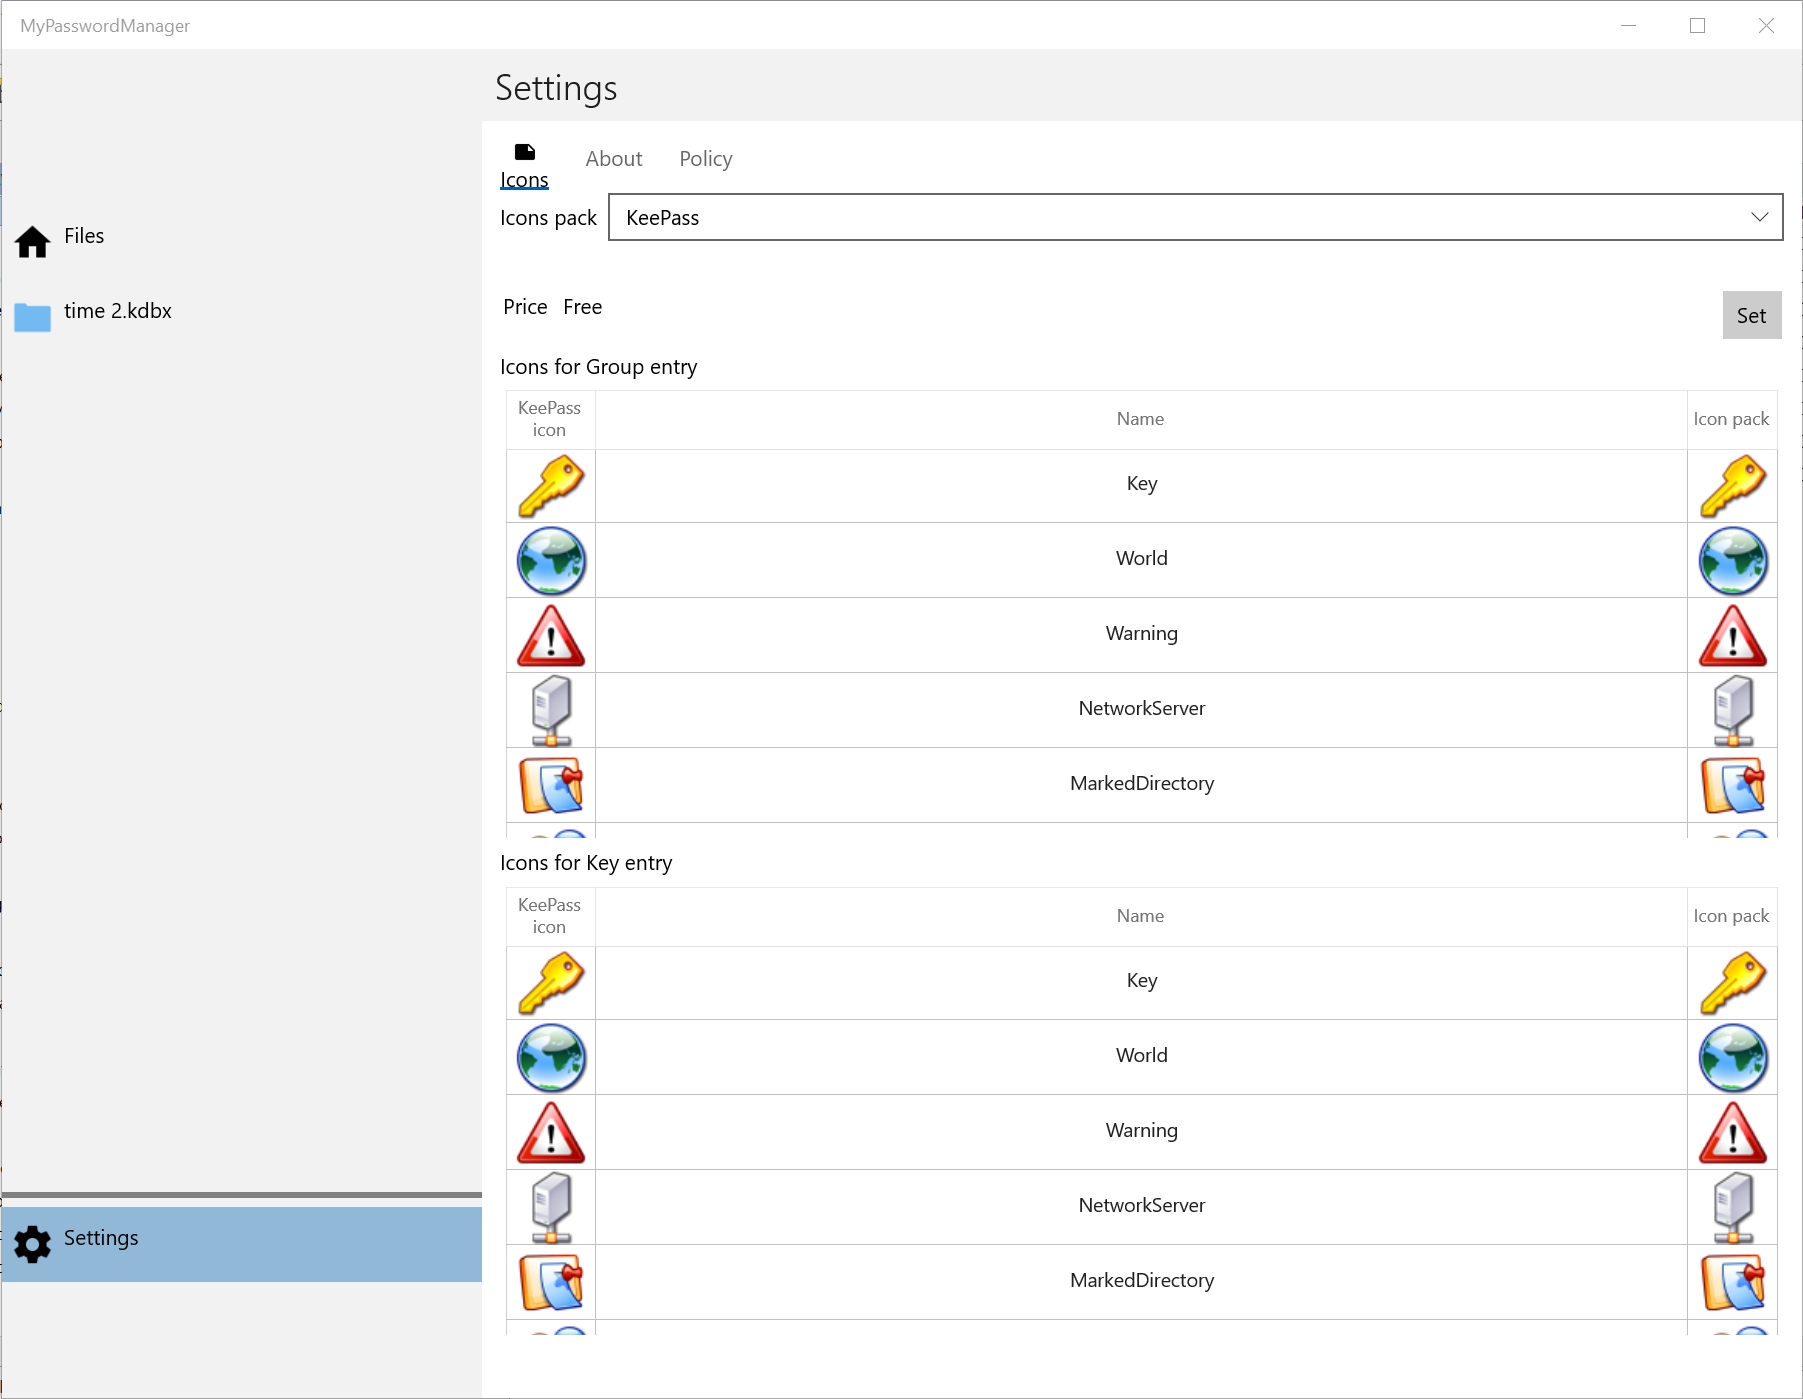 MyPasswordManager
Settings
Files
time 2.kdbx
Settings
Icons
About
Policy
Icons pack
KeePass
Price Free
Set
Icons for Group entry
KeePass
icon
Name
Icon pack
Key
World
Warning
NetworkServer
MarkedDirectory
Icons for Key entry
KeePass
icon
Name
Icon pack
Key
World
Warning
NetworkServer
MarkedDirectory